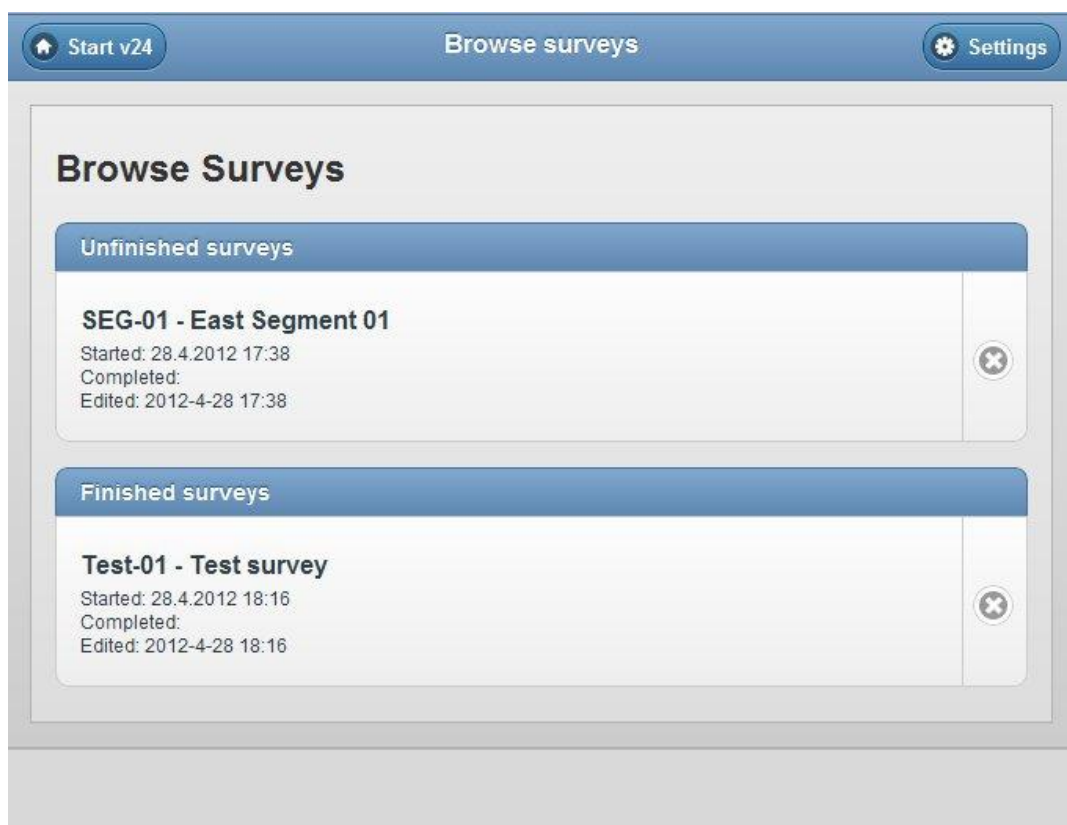 Start v24
Browse surveys
Settings
Browse Surveys
Unfinished surveys
SEG-01 - East Segment 01
Started: 28.4.2012 17:38
Completed:
Edited: 2012-4-28 17:38
Finished surveys
Test-01 - Test survey
Started: 28.4.2012 18:16
Completed:
Edited: 2012-4-28 18:16